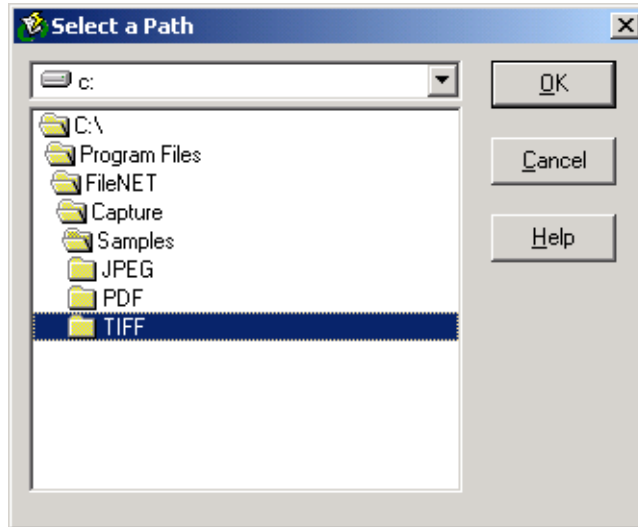 Select a Path
c:
OK
C:\
Program Files
FileNET
Cancel
Capture
Samples
Help
JPEG
PDF
TIFF